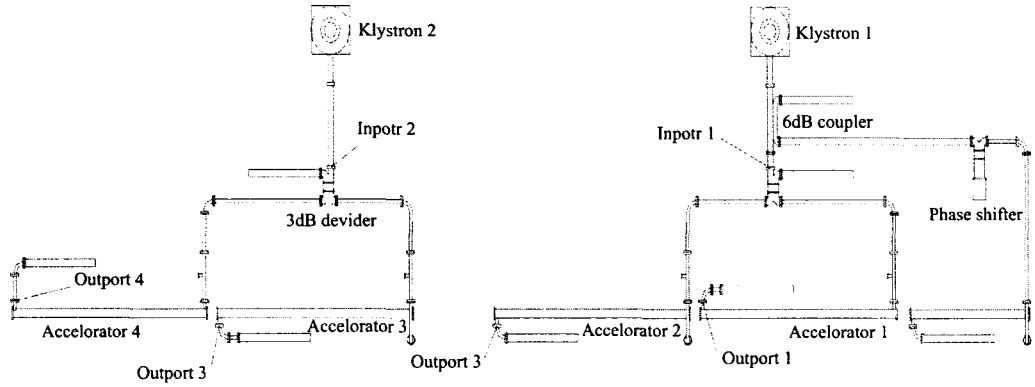 Klystron 2
Klystron 1
6dB coupler
Inpotr 2
Inpotr 1
3dB devider
Phase shifter
Outport 4
Accelorator 4
Accelorator 3
Accelorator 2
Accelorator 1
Outport 3
Outport 3
Outport 1